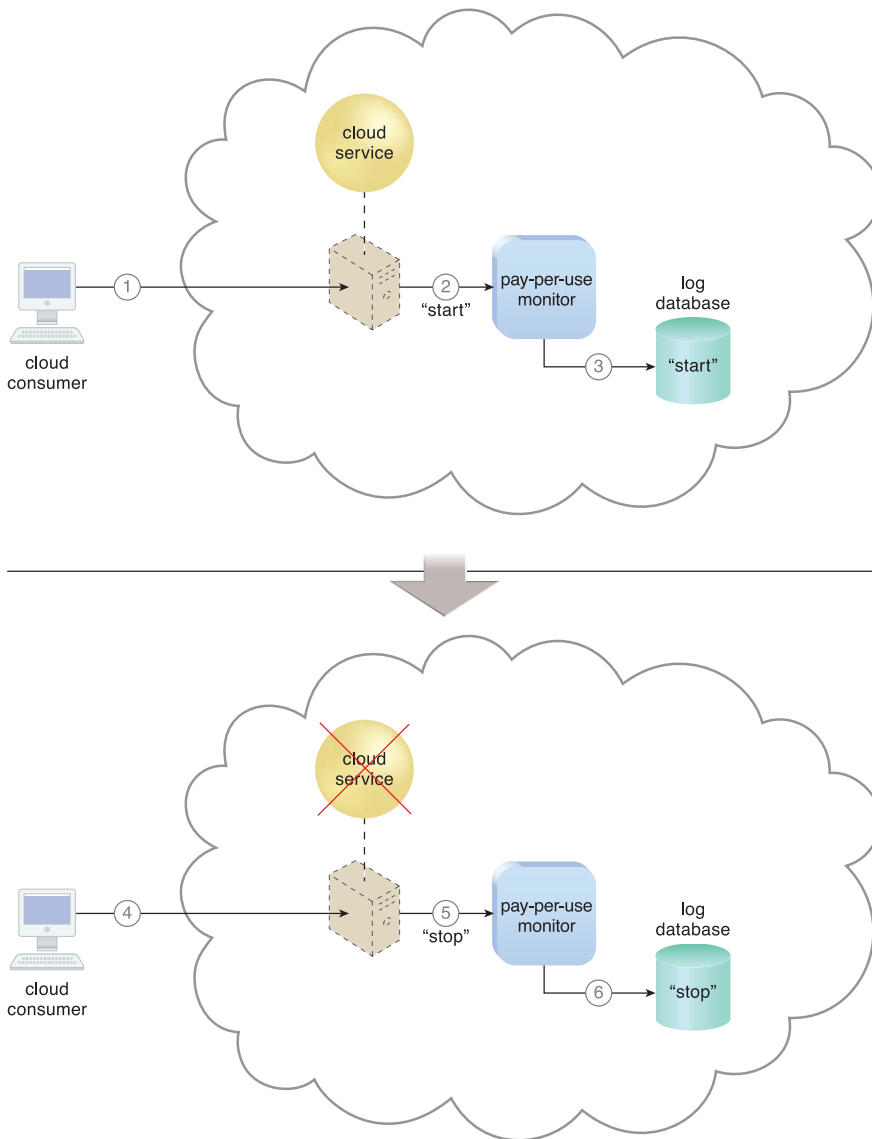 cloud
service
1
2
"start"
pay-per-use
monitor
log
database
3
"start"
cloud
consumer
cloud
service
4
5
"stop"
pay-per-use
monitor
log
database
6
"stop"
cloud
consumer